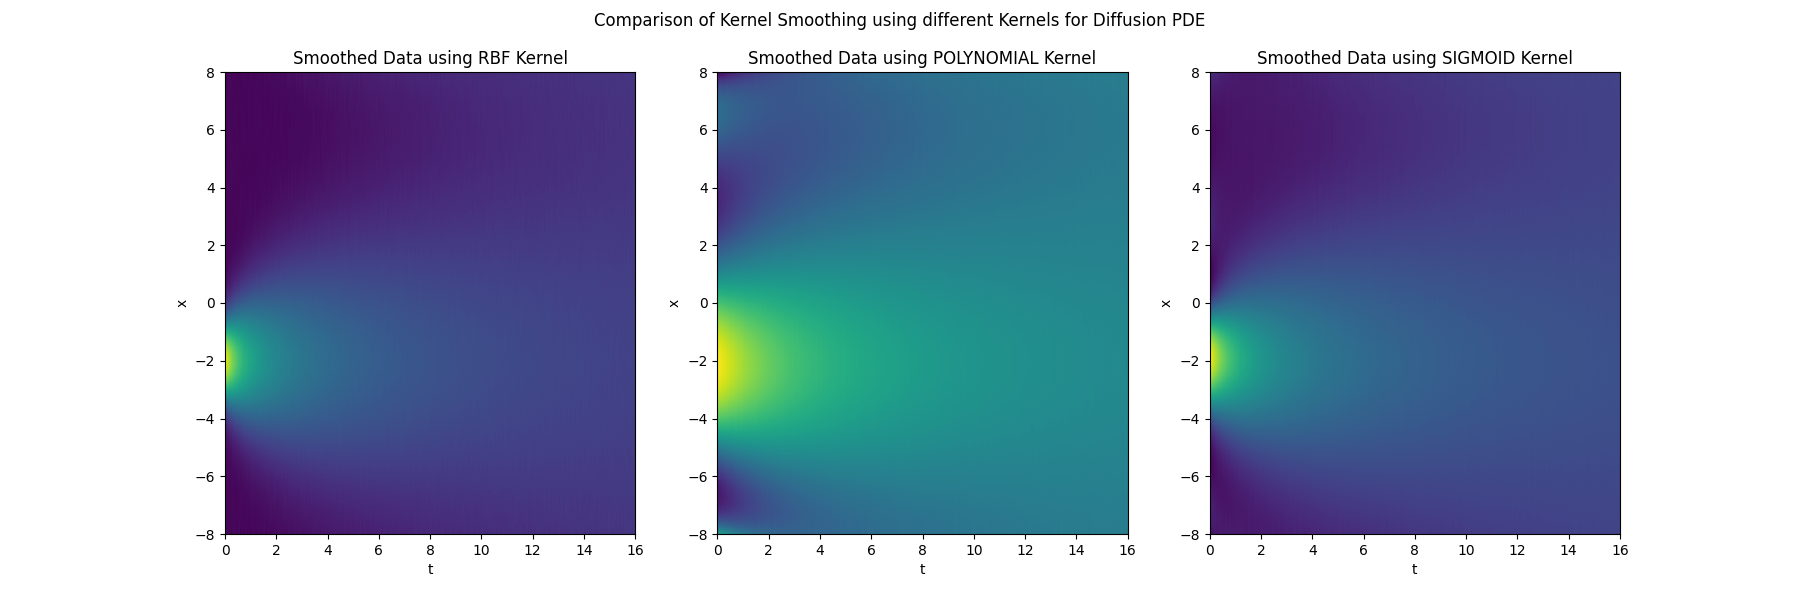 Comparison of Kernel Smoothing using different Kernels for Diffusion PDE
Smoothed Data using RBF Kernel
8
6
4
2
0
−2
−4
−6
−8
x
0 2 4 6 8 10 12 14 16
t
Smoothed Data using POLYNOMIAL Kernel
8
6
4
2
0
−2
−4
−6
−8
x
0 2 4 6 8 10 12 14 16
t
Smoothed Data using SIGMOID Kernel
8
6
4
2
0
−2
−4
−6
−8
x
0 2 4 6 8 10 12 14 16
t